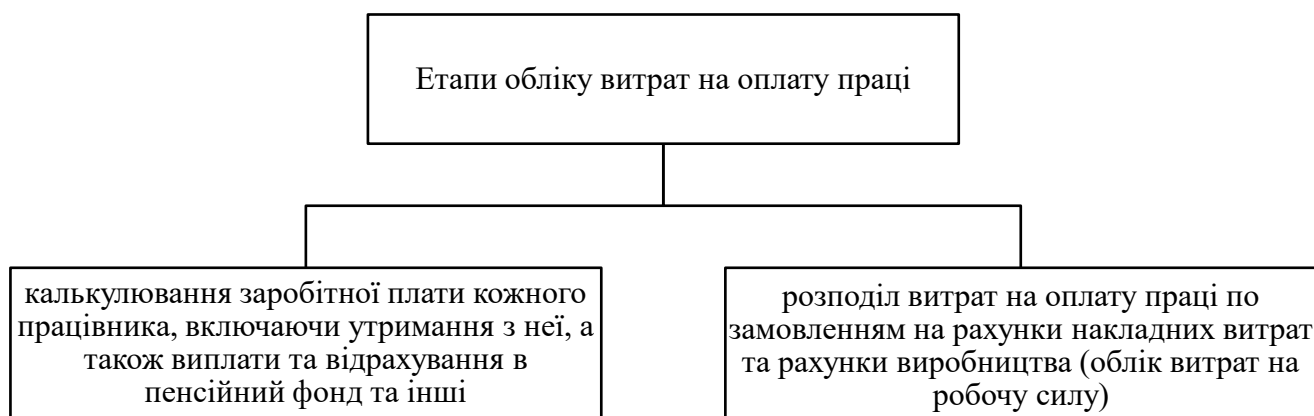 Етапи обліку витрат на оплату праці
калькулювання заробітної плати кожного
працівника, включаючи утримання з неї, а
також виплати та відрахування в
пенсійний фонд та інші
розподіл витрат на оплату праці по
замовленням на рахунки накладних витрат
та рахунки виробництва (облік витрат на
робочу силу)